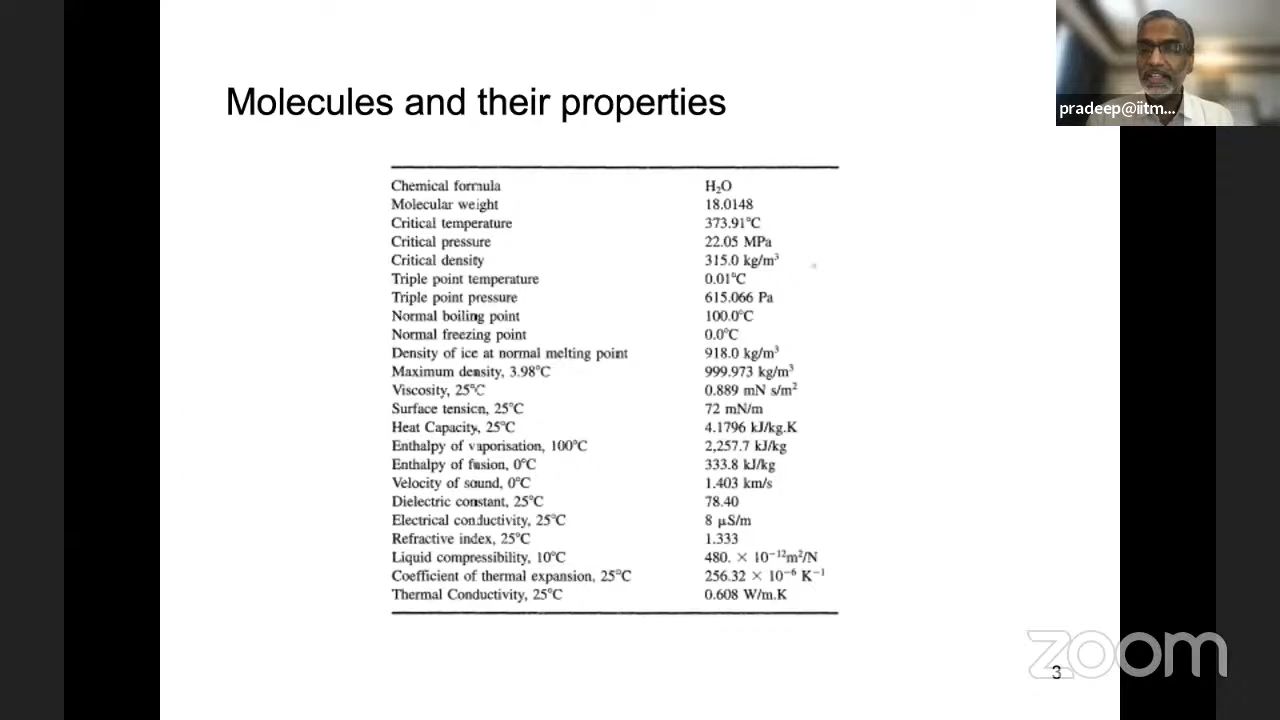 Molecules and their properties
pradeep@iitm...
Chemical formula H₂O
Molecular weight 18.0148
Critical temperature 373.91°C
Critical pressure 22.05 MPa
Critical density 315.0 kg/m³
Triple point temperature 0.01°C
Triple point pressure 615.066 Pa
Normal boiling point 100.0°C
Normal freezing point 0.0°C
Density of ice at normal melting point 918.0 kg/m³
Maximum density, 3.98°C 999.973 kg/m³
Viscosity, 25°C 0.889 mN s/m²
Surface tension, 25°C 72 mN/m
Heat Capacity, 25°C 4.1796 kJ/kg.K
Enthalpy of vaporisation, 100°C 2,257.7 kJ/kg
Enthalpy of fusion, 0°C 333.8 kJ/kg
Velocity of sound, 0°C 1.403 km/s
Dielectric constant, 25°C 78.40
Electrical conductivity, 25°C 8 μS/m
Refractive index, 25°C 1.333
Liquid compressibility, 10°C 480. × 10⁻¹²m²/N
Coefficient of thermal expansion, 25°C 256.32 × 10⁻⁶ K⁻¹
Thermal Conductivity, 25°C 0.608 W/m.K
zoom
3